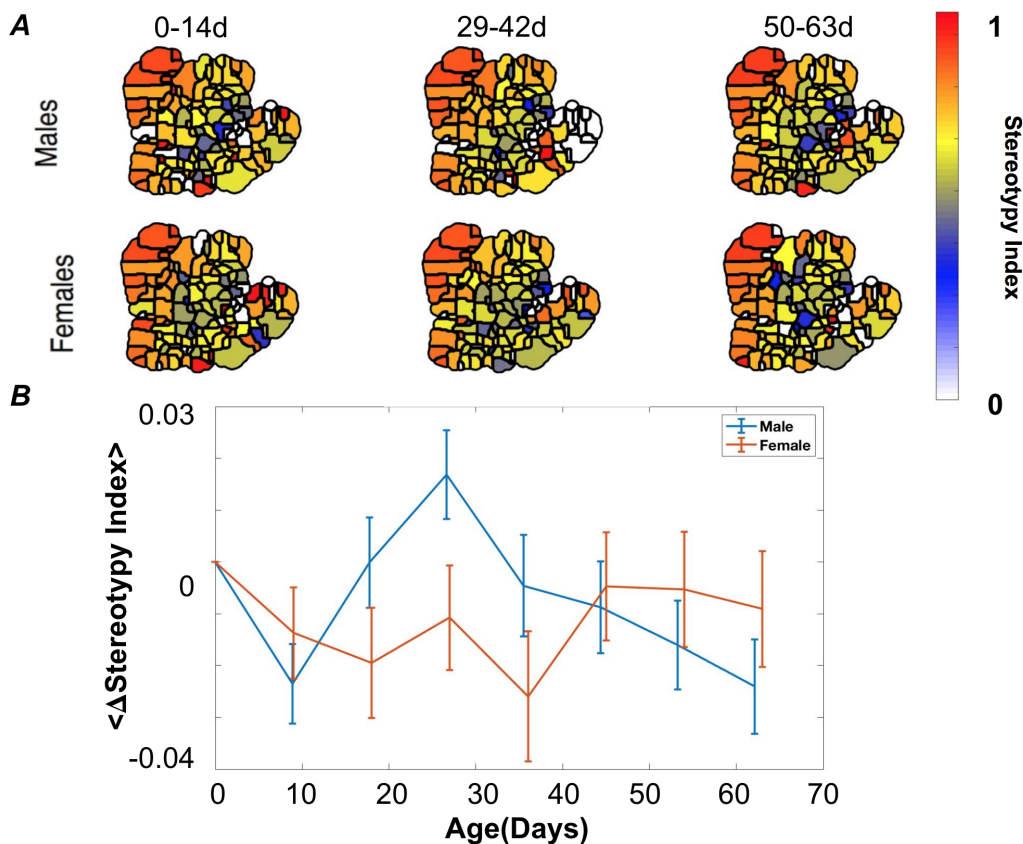 A
0-14d
29-42d
50-63d
1
Males
Stereotypy Index
Females
0
B
0.03
Male
Female
<ΔStereotypy Index>
0
-0.04
0 10 20 30 40 50 60 70
Age(Days)